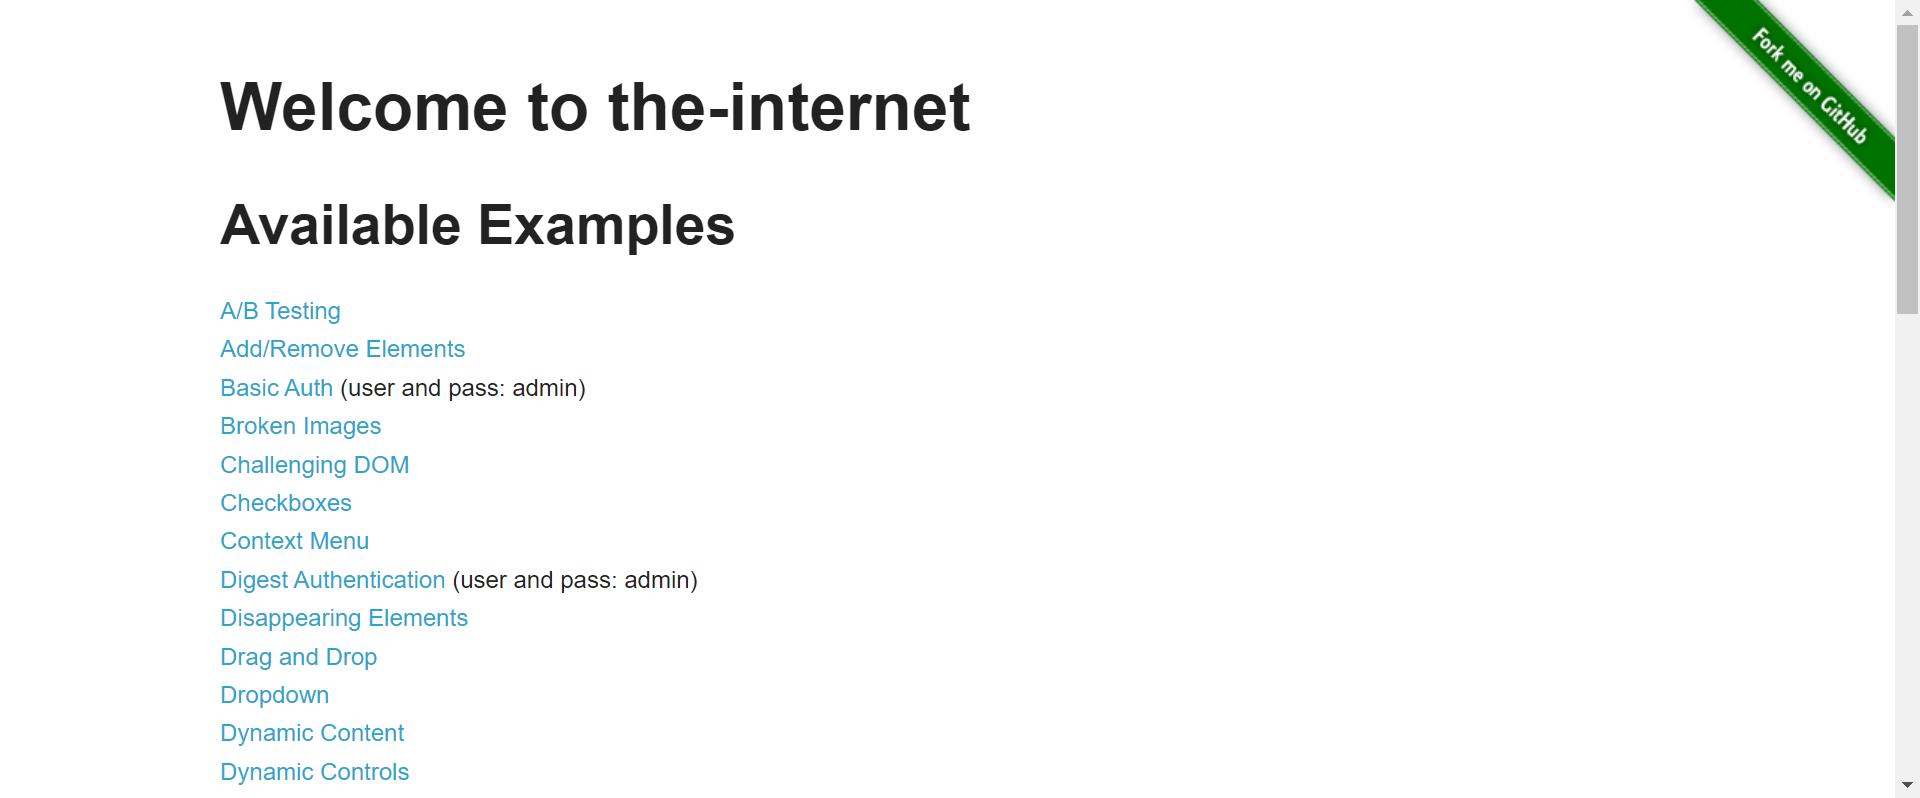 Fork me on GitHub
Welcome to the-internet
Available Examples
A/B Testing
Add/Remove Elements
Basic Auth (user and pass: admin)
Broken Images
Challenging DOM
Checkboxes
Context Menu
Digest Authentication (user and pass: admin)
Disappearing Elements
Drag and Drop
Dropdown
Dynamic Content
Dynamic Controls